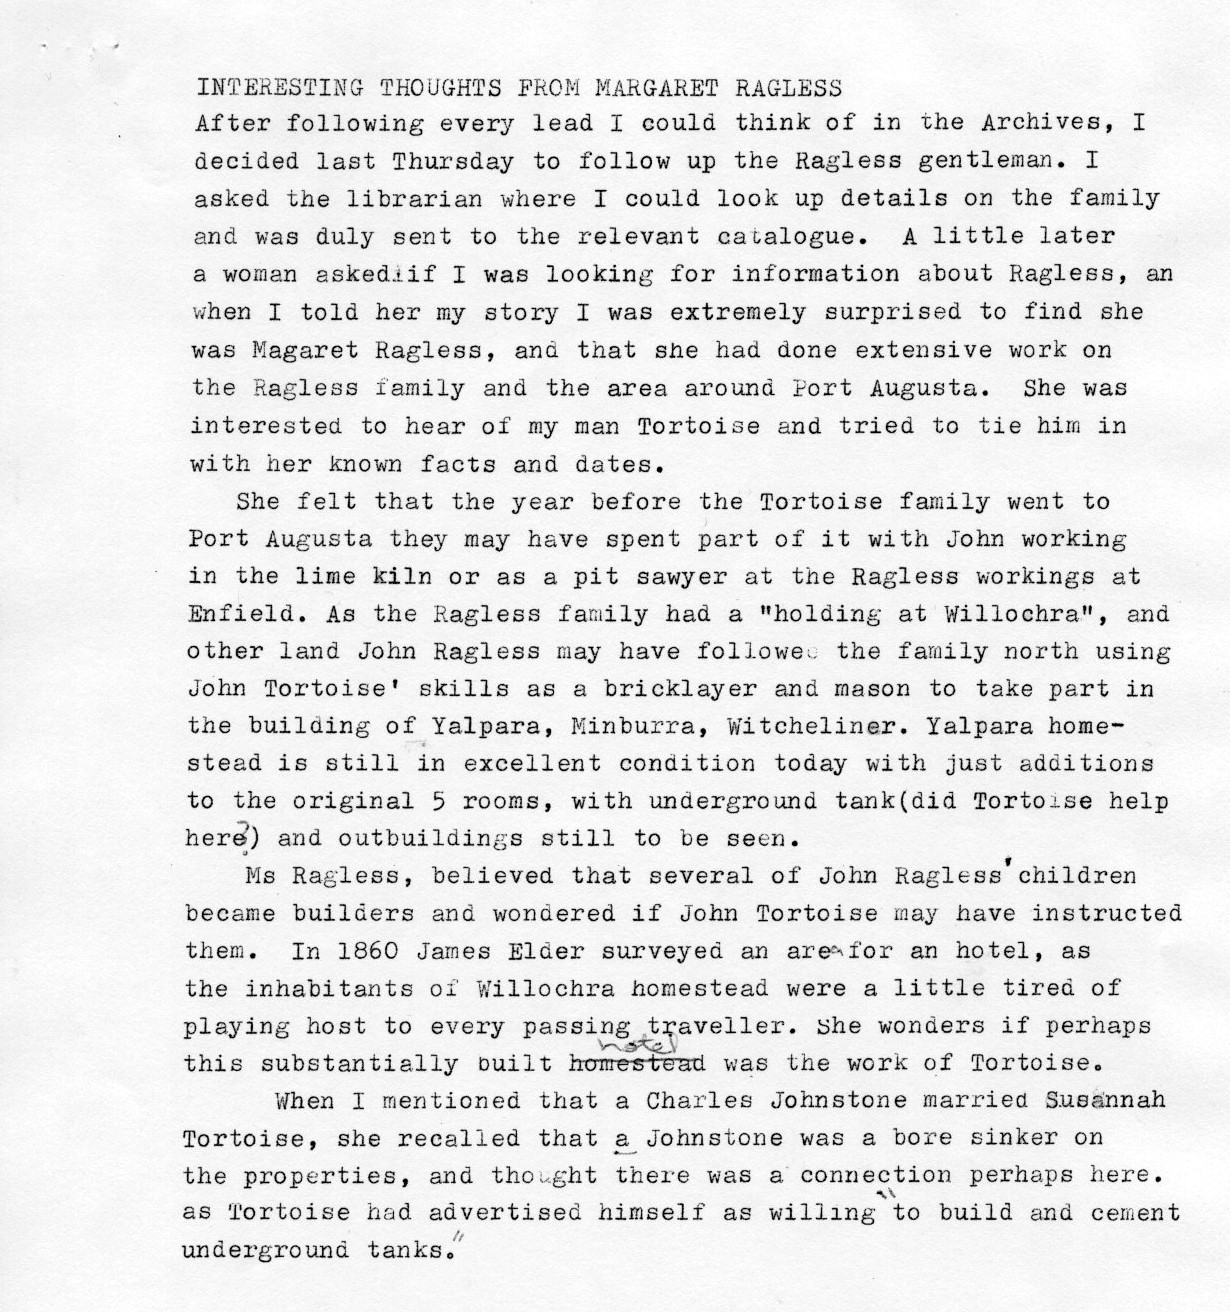 INTERESTING THOUGHTS FROM MARGARET RAGLESS
After following every lead I could think of in the Archives, I
decided last Thursday to follow up the Ragless gentleman. I
asked the librarian where I could look up details on the family
and was duly sent to the relevant catalogue.  A little later
a woman asked if I was looking for information about Ragless, an
when I told her my story I was extremely surprised to find she
was Magaret Ragless, and that she had done extensive work on
the Ragless family and the area around Port Augusta.  She was
interested to hear of my man Tortoise and tried to tie him in
with her known facts and dates.
She felt that the year before the Tortoise family went to
Port Augusta they may have spent part of it with John working
in the lime kiln or as a pit sawyer at the Ragless workings at
Enfield. As the Ragless family had a "holding at Willochra", and
other land John Ragless may have followed the family north using
John Tortoise' skills as a bricklayer and mason to take part in
the building of Yalpara, Minburra, Witcheliner. Yalpara home-
stead is still in excellent condition today with just additions
to the original 5 rooms, with underground tank(did Tortoise help
here?) and outbuildings still to be seen.
Ms Ragless, believed that several of John Ragless' children
became builders and wondered if John Tortoise may have instructed
them.  In 1860 James Elder surveyed an area for an hotel, as
the inhabitants of Willochra homestead were a little tired of
playing host to every passing traveller. She wonders if perhaps
hotel
this substantially built homestead was the work of Tortoise.
When I mentioned that a Charles Johnstone married Susannah
Tortoise, she recalled that a Johnstone was a bore sinker on
the properties, and thought there was a connection perhaps here.
as Tortoise had advertised himself as willing "to build and cement
underground tanks."